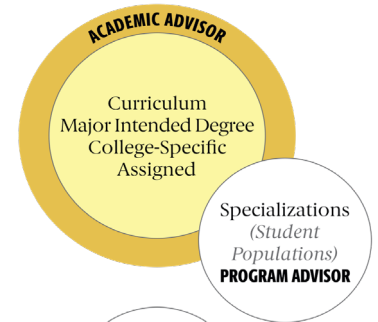 ACADEMIC ADVISOR
Curriculum
Major Intended Degree
College-Specific
Assigned
Specializations
(Student
Populations)
PROGRAM ADVISOR